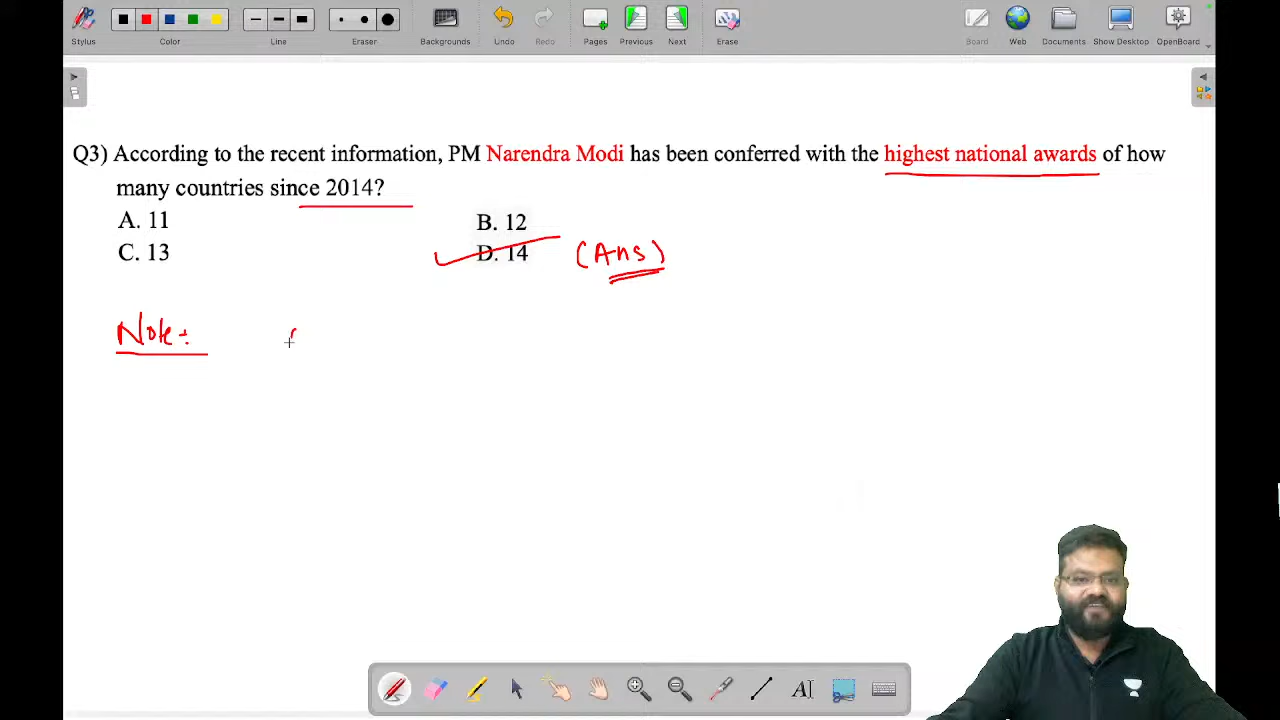 Stylus
Color
Line
Eraser
Backgrounds
Undo
Redo
Pages
Previous
Next
Erase
Board
Web
Documents
Show Desktop
OpenBoard
Q3) According to the recent information, PM Narendra Modi has been conferred with the highest national awards of how
many countries since 2014?
A. 11
B. 12
C. 13
D. 14 (Ans)
Note: